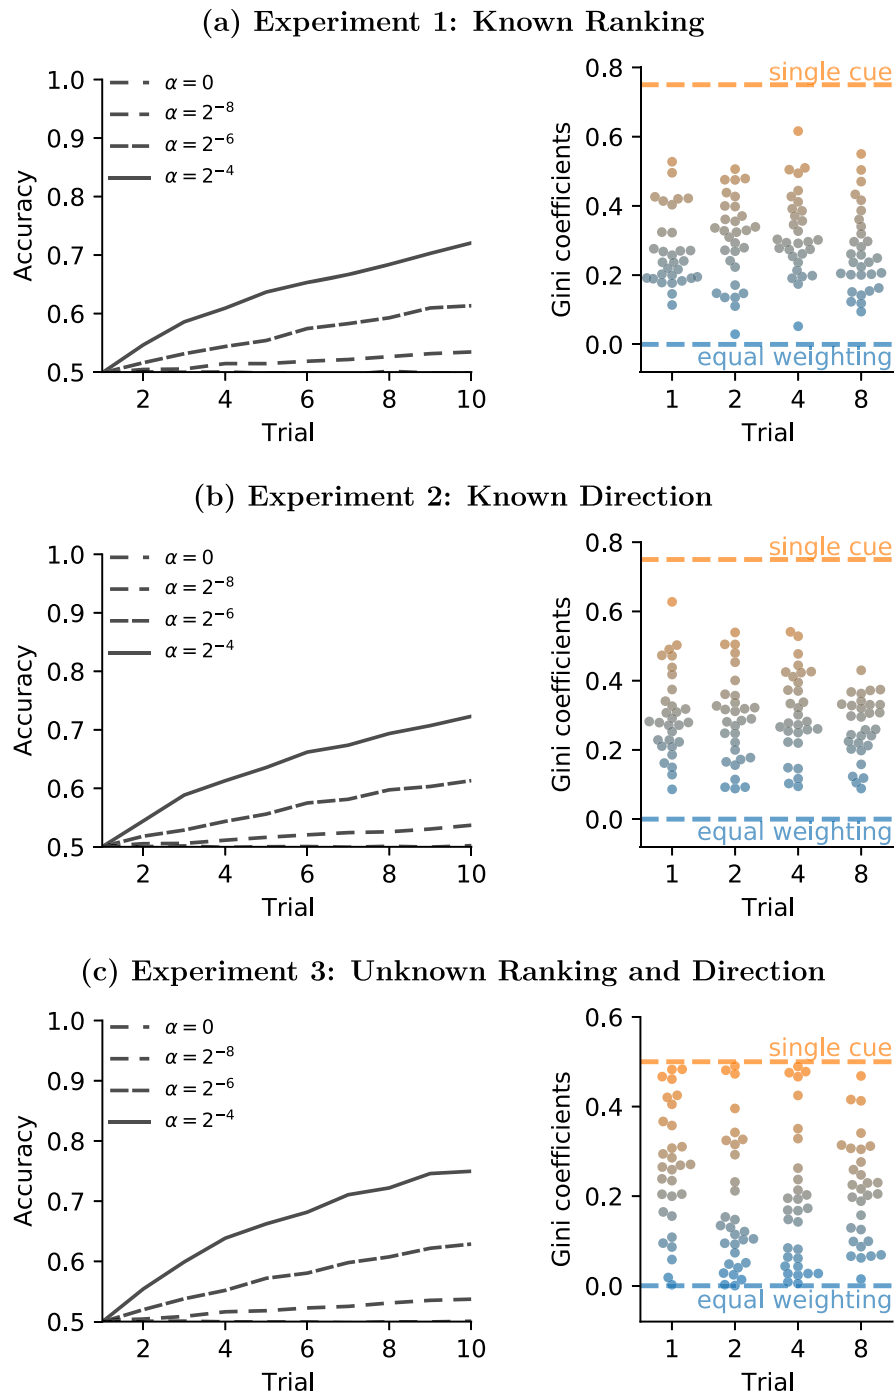 (a) Experiment 1: Known Ranking
Accuracy
1.0
0.9
0.8
0.7
0.6
0.5
α = 0
α = 2⁻⁸
α = 2⁻⁶
α = 2⁻⁴
2 4 6 8 10
Trial
Gini coefficients
0.8
0.6
0.4
0.2
0.0
single cue
equal weighting
1 2 4 8
Trial
(b) Experiment 2: Known Direction
Accuracy
1.0
0.9
0.8
0.7
0.6
0.5
α = 0
α = 2⁻⁸
α = 2⁻⁶
α = 2⁻⁴
2 4 6 8 10
Trial
Gini coefficients
0.8
0.6
0.4
0.2
0.0
single cue
equal weighting
1 2 4 8
Trial
(c) Experiment 3: Unknown Ranking and Direction
Accuracy
1.0
0.9
0.8
0.7
0.6
0.5
α = 0
α = 2⁻⁸
α = 2⁻⁶
α = 2⁻⁴
2 4 6 8 10
Trial
Gini coefficients
0.6
0.4
0.2
0.0
single cue
equal weighting
1 2 4 8
Trial